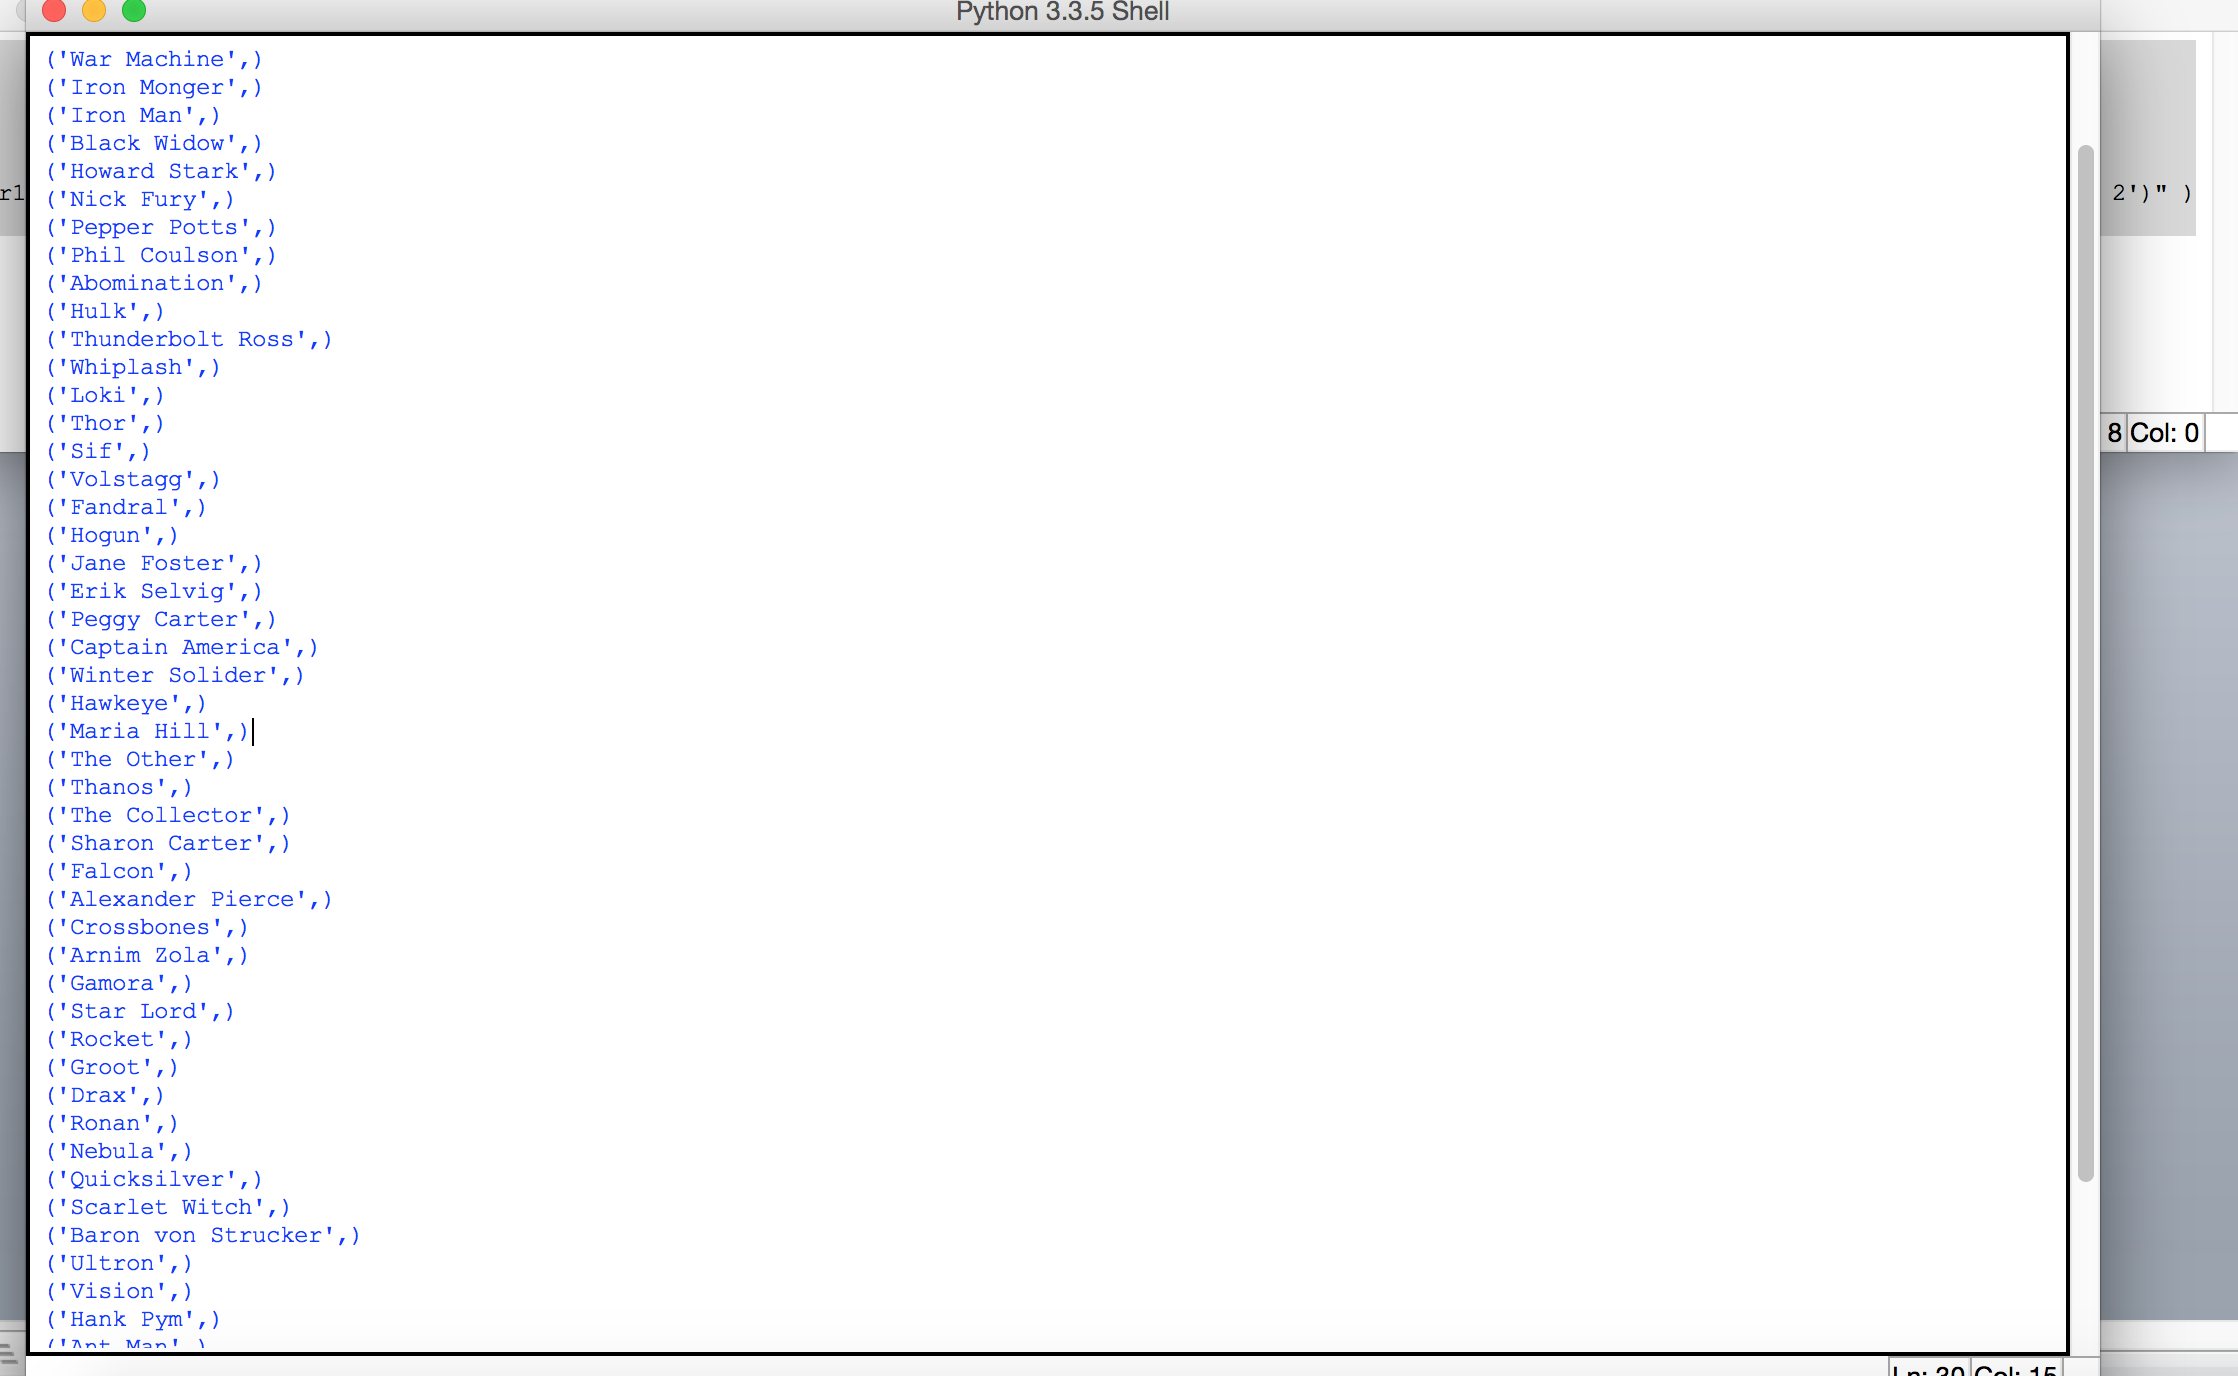 Python 3.3.5 Shell
('War Machine',)
('Iron Monger',)
('Iron Man',)
('Black Widow',)
('Howard Stark',)
('Nick Fury',)
('Pepper Potts',)
('Phil Coulson',)
('Abomination',)
('Hulk',)
('Thunderbolt Ross',)
('Whiplash',)
('Loki',)
('Thor',)
('Sif',)
('Volstagg',)
('Fandral',)
('Hogun',)
('Jane Foster',)
('Erik Selvig',)
('Peggy Carter',)
('Captain America',)
('Winter Solider',)
('Hawkeye',)
('Maria Hill',)
('The Other',)
('Thanos',)
('The Collector',)
('Sharon Carter',)
('Falcon',)
('Alexander Pierce',)
('Crossbones',)
('Arnim Zola',)
('Gamora',)
('Star Lord',)
('Rocket',)
('Groot',)
('Drax',)
('Ronan',)
('Nebula',)
('Quicksilver',)
('Scarlet Witch',)
('Baron von Strucker',)
('Ultron',)
('Vision',)
('Hank Pym',)
('Ant Man',)
r1
2')" )
8 Col: 0
Ln: 30 Col: 15